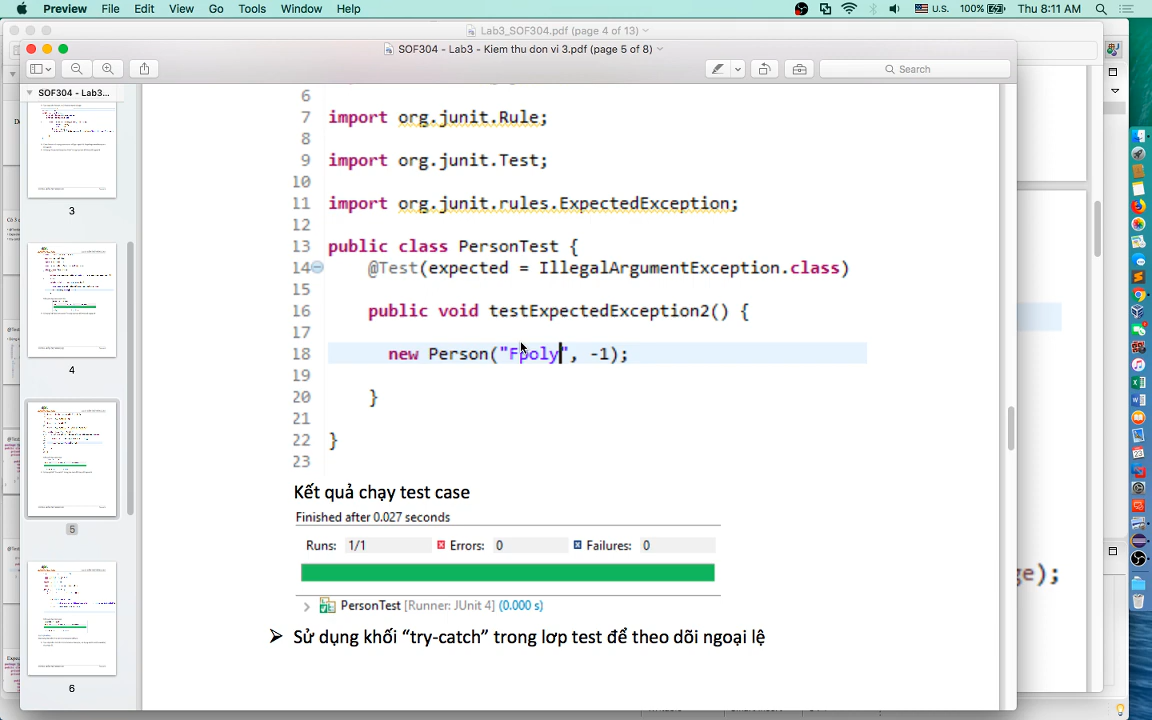 Preview File Edit View Go Tools Window Help U.S. 100% Thu 8:11 AM
Lab3_SOF304.pdf (page 4 of 13)
SOF304 - Lab3 - Kiem thu don vi 3.pdf (page 5 of 8)
Search
SOF304 - Lab3...
3
4
5
6
6
7 import org.junit.Rule;
8
9 import org.junit.Test;
10
11 import org.junit.rules.ExpectedException;
12
13 public class PersonTest {
14 @Test(expected = IllegalArgumentException.class)
15
16 public void testExpectedException2() {
17
18 new Person("Fpoly", -1);
19
20 }
21
22 }
23
Kết quả chạy test case
Finished after 0.027 seconds
Runs: 1/1 Errors: 0 Failures: 0
PersonTest [Runner: JUnit 4] (0.000 s)
➤ Sử dụng khối “try-catch” trong lơp test để theo dõi ngoại lệ
ge);